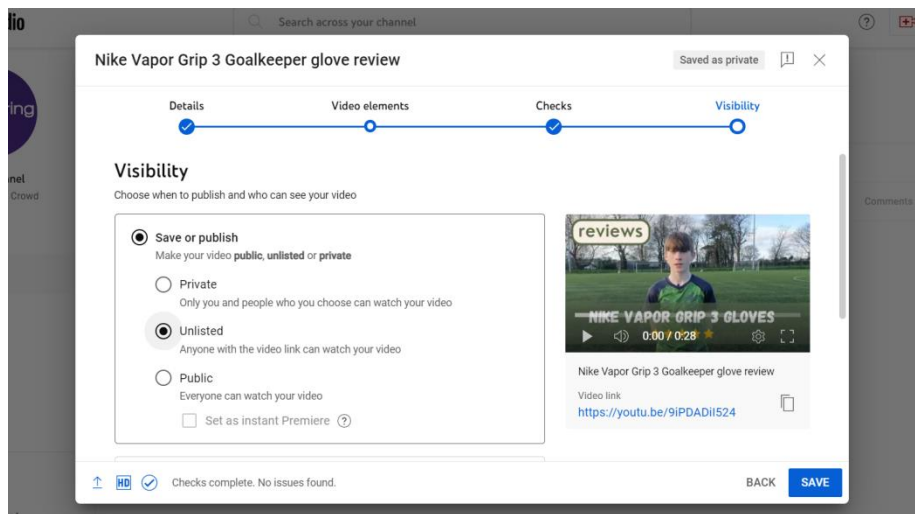 dio
Search across your channel
Nike Vapor Grip 3 Goalkeeper glove review
Saved as private
Details
Video elements
Checks
Visibility
ring
nnel
Crowd
Comments
Visibility
Choose when to publish and who can see your video
Save or publish
Make your video public, unlisted or private
Private
Only you and people who you choose can watch your video
Unlisted
Anyone with the video link can watch your video
Public
Everyone can watch your video
Set as instant Premiere ?
reviews
NIKE VAPOR GRIP 3 GLOVES
0:00 / 0:28
Nike Vapor Grip 3 Goalkeeper glove review
Video link
https://youtu.be/9iPDADiI524
HD
Checks complete. No issues found.
BACK
SAVE